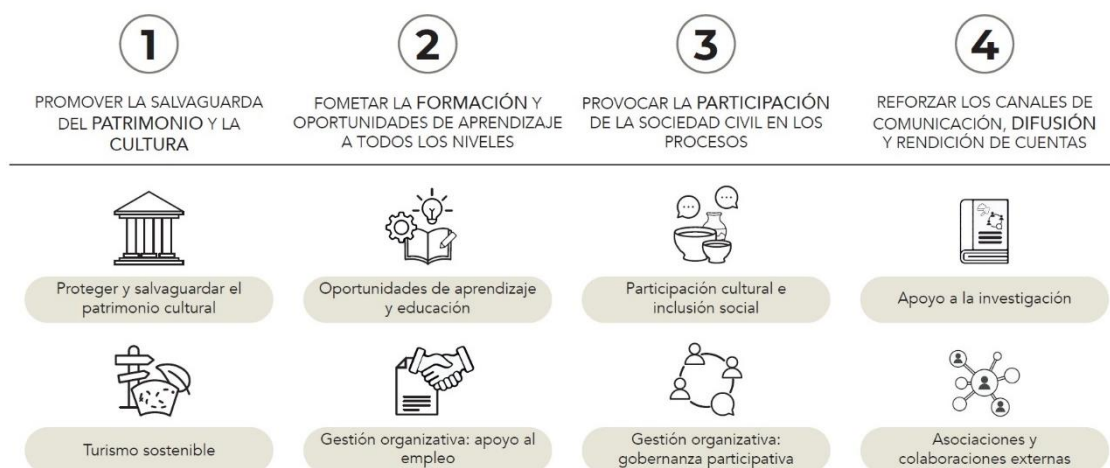 1
PROMOVER LA SALVAGUARDA
DEL PATRIMONIO Y LA
CULTURA
2
FOMETAR LA FORMACIÓN Y
OPORTUNIDADES DE APRENDIZAJE
A TODOS LOS NIVELES
3
PROVOCAR LA PARTICIPACIÓN
DE LA SOCIEDAD CIVIL EN LOS
PROCESOS
4
REFORZAR LOS CANALES DE
COMUNICACIÓN, DIFUSIÓN
Y RENDICIÓN DE CUENTAS
Proteger y salvaguardar el
patrimonio cultural
Oportunidades de aprendizaje
y educación
Participación cultural e
inclusión social
Apoyo a la investigación
Turismo sostenible
Gestión organizativa: apoyo al
empleo
Gestión organizativa:
gobernanza participativa
Asociaciones y
colaboraciones externas